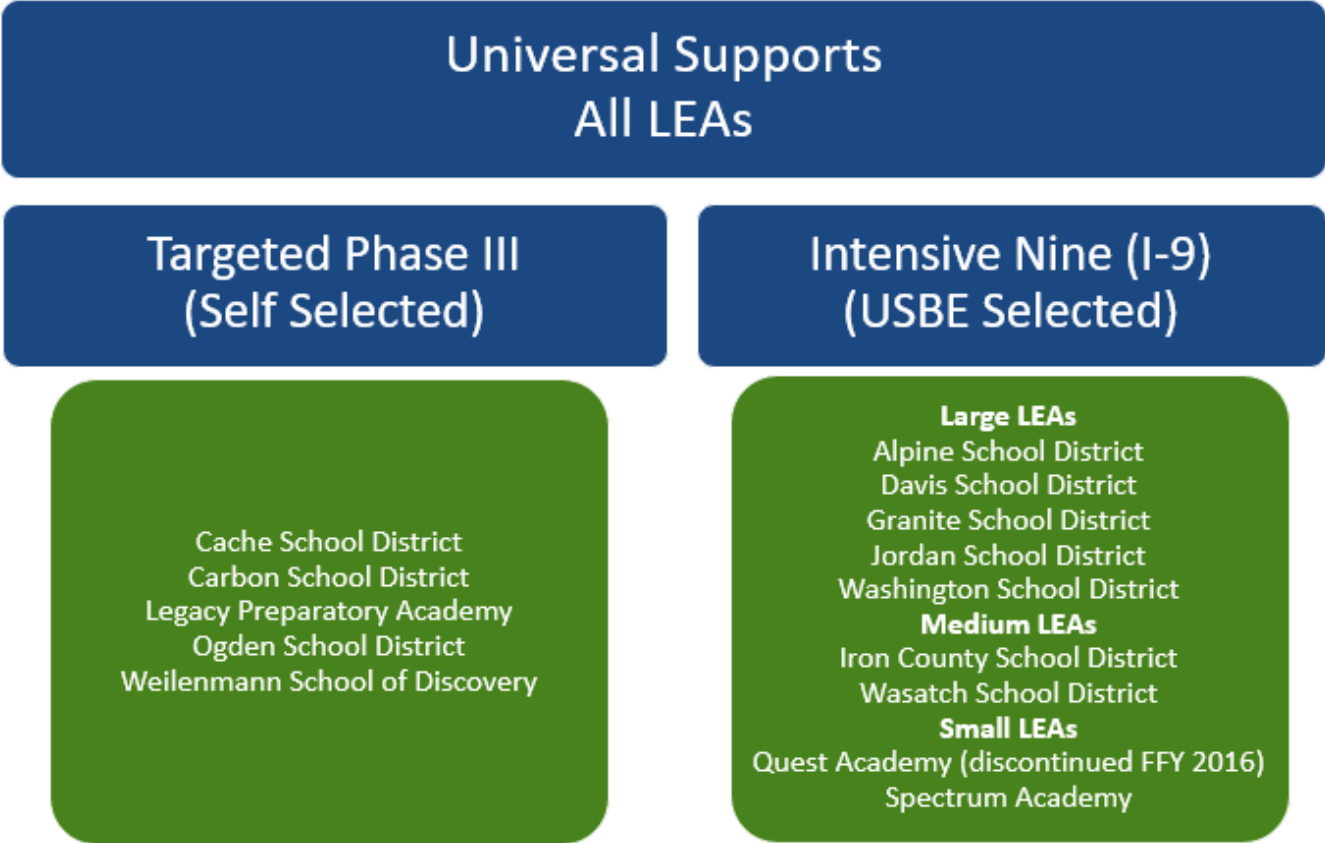 Universal Supports
All LEAs
Targeted Phase III
(Self Selected)
Cache School District
Carbon School District
Legacy Preparatory Academy
Ogden School District
Weilenmann School of Discovery
Intensive Nine (I-9)
(USBE Selected)
Large LEAs
Alpine School District
Davis School District
Granite School District
Jordan School District
Washington School District
Medium LEAs
Iron County School District
Wasatch School District
Small LEAs
Quest Academy (discontinued FFY 2016)
Spectrum Academy